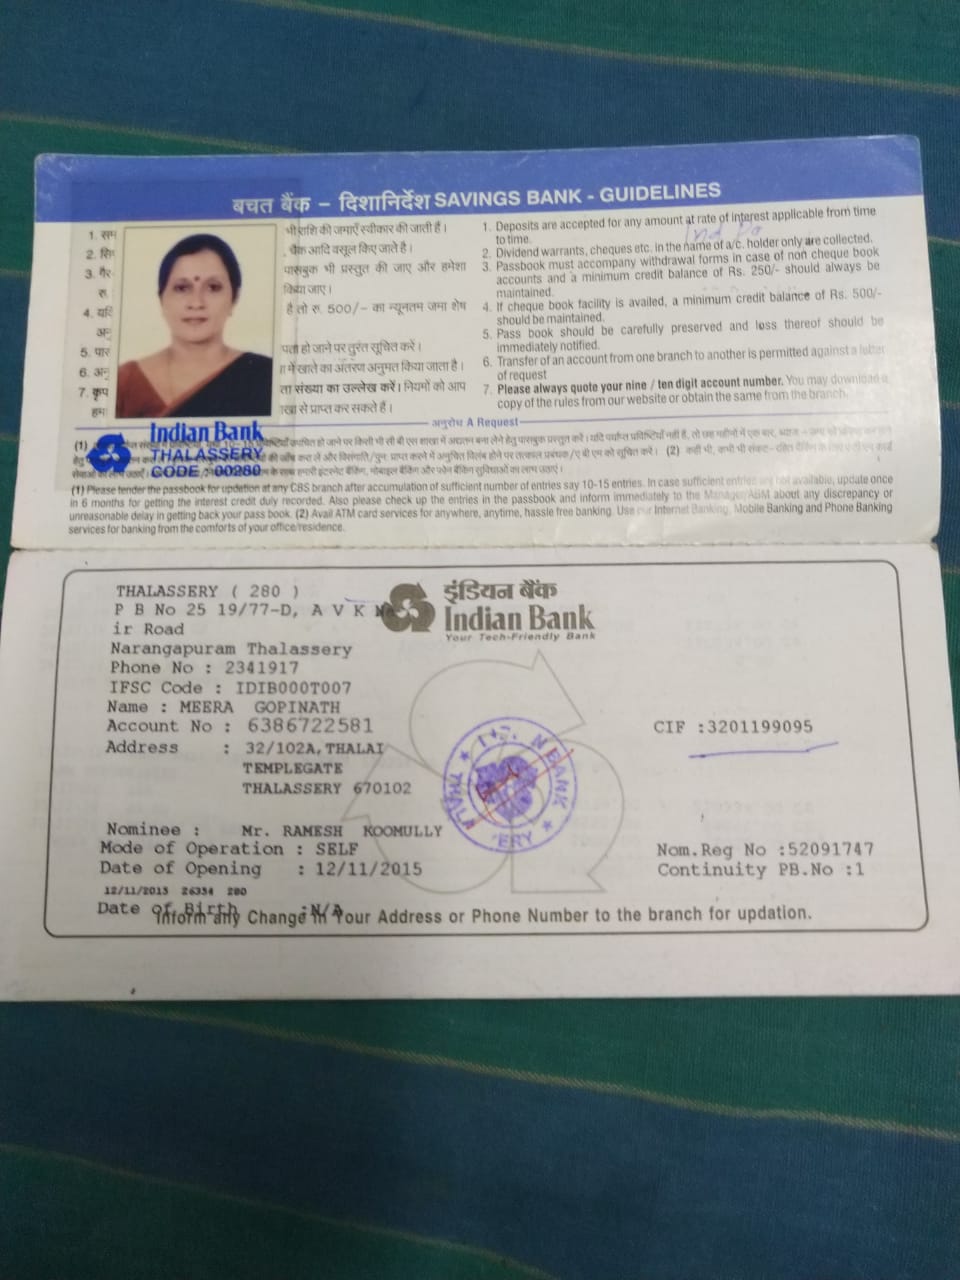 बचत बैंक – दिशानिर्देश SAVINGS BANK - GUIDELINES
1. सम
2. सि
3. गैर
रु.
4. यदि
अनु
5. पार
6. अनु
7. कृप
हमा
भी राशि की जमाएँ स्वीकार की जाती हैं।
चैक आदि वसूल किए जाते है।
पासबुक भी प्रस्तुत की जाए और हमेशा
किया जाए।
है तो रु. 500/- का न्यूनतम जमा शेष
पता हो जाने पर तुरंत सूचित करें।
में खाते का अंतरण अनुमत किया जाता है।
ता संख्या का उल्लेख करें। नियमों को आप
खा से प्राप्त कर सकते हैं।
1. Deposits are accepted for any amount at rate of interest applicable from time
to time.
2. Dividend warrants, cheques etc. in the name of a/c. holder only are collected.
3. Passbook must accompany withdrawal forms in case of non cheque book
accounts and a minimum credit balance of Rs. 250/- should always be
maintained.
4. If cheque book facility is availed, a minimum credit balance of Rs. 500/-
should be maintained.
5. Pass book should be carefully preserved and loss thereof should be
immediately notified.
6. Transfer of an account from one branch to another is permitted against a letter
of request
7. Please always quote your nine / ten digit account number. You may download a
copy of the rules from our website or obtain the same from the branch.
अनुरोध A Request
Indian Bank
THALASSERY
CODE : 00280
(1) Please tender the passbook for updation at any CBS branch after accumulation of sufficient number of entries say 10-15 entries. In case sufficient entries are not available, update once
in 6 months for getting the interest credit duly recorded. Also please check up the entries in the passbook and inform immediately to the Manager/AGM about any discrepancy or
unreasonable delay in getting back your pass book. (2) Avail ATM card services for anywhere, anytime, hassle free banking. Use our Internet Banking, Mobile Banking and Phone Banking
services for banking from the comforts of your office/residence.
THALASSERY ( 280 )
P B No 25 19/77-D, A V K
ir Road
Narangapuram Thalassery
Phone No : 2341917
IFSC Code : IDIB000T007
इंडियन बैंक
Indian Bank
Your Tech-Friendly Bank
Name : MEERA GOPINATH
Account No : 6386722581
CIF :3201199095
Address : 32/102A, THALAI
TEMPLEGATE
THALASSERY 670102
Nominee : Mr. RAMESH KOOMULLY
Mode of Operation : SELF
Nom.Reg No :52091747
Date of Opening : 12/11/2015
Continuity PB.No :1
12/11/2015 26354 280
Date of Birth :N/A
Inform any Change in Your Address or Phone Number to the branch for updation.